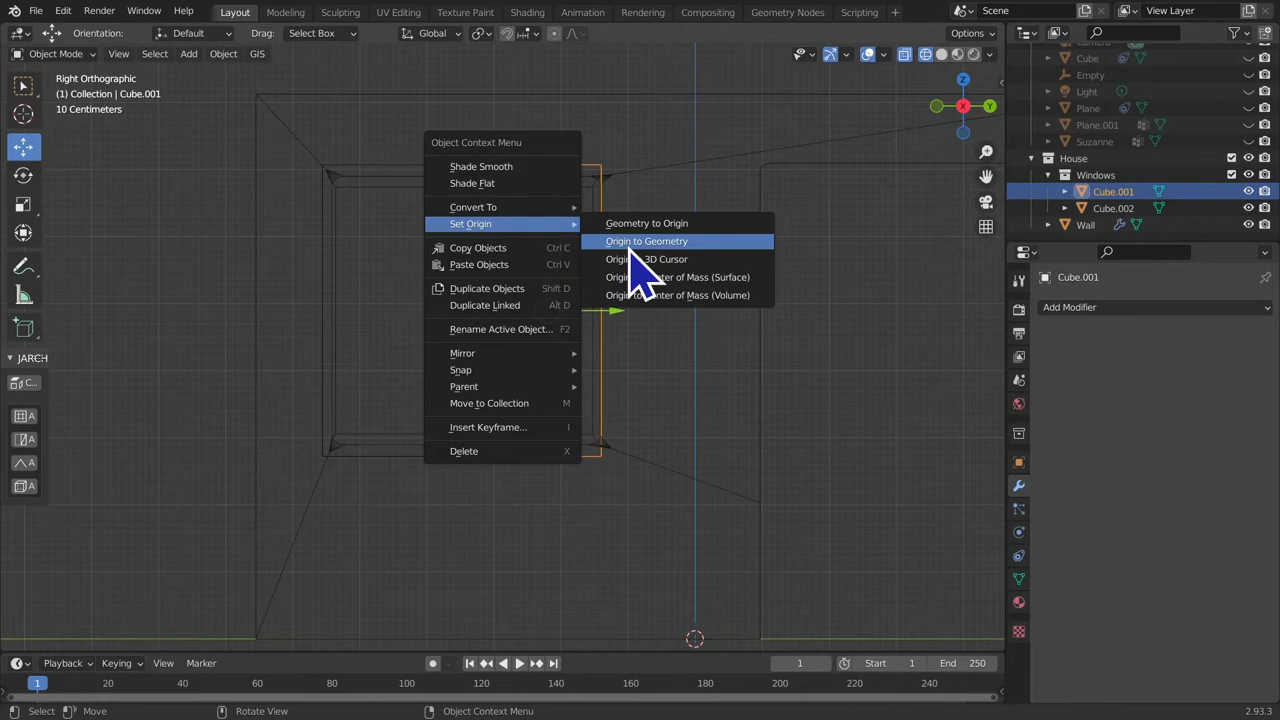 File Edit Render Window Help
Layout Modeling Sculpting UV Editing Texture Paint Shading Animation Rendering Compositing Geometry Nodes Scripting +
Scene
View Layer
Orientation: Default Drag: Select Box
Global
Options
Object Mode View Select Add Object GIS
Right Orthographic
(1) Collection | Cube.001
10 Centimeters
Z
X
Y
Object Context Menu
Shade Smooth
Shade Flat
Convert To
Set Origin
Copy Objects Ctrl C
Paste Objects Ctrl V
Duplicate Objects Shift D
Duplicate Linked Alt D
Rename Active Object... F2
Mirror
Snap
Parent
Move to Collection M
Insert Keyframe... I
Delete X
Geometry to Origin
Origin to Geometry
Origin 3D Cursor
Origin of Mass (Surface)
Origin to of Mass (Volume)
JARCH
C...
A
A
A
A
Cube
Empty
Light
Plane
Plane.001
Suzanne
House
Windows
Cube.001
Cube.002
Wall
Cube.001
Add Modifier
Playback Keying View Marker
1
Start 1
End 250
1 20 40 60 80 100 120 140 160 180 200 220 240
Select Move Rotate View Object Context Menu 2.93.3